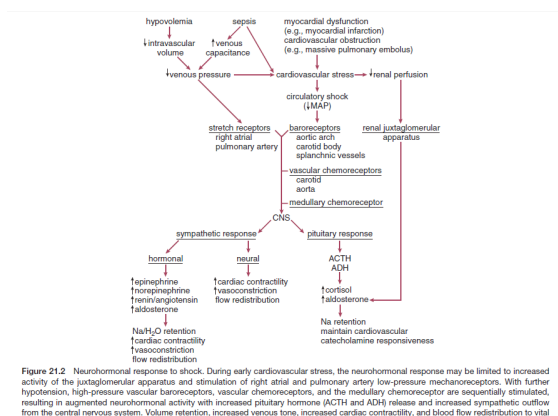 hypovolemia
sepsis
myocardial dysfunction
(e.g., myocardial infarction)
cardiovascular obstruction
(e.g., massive pulmonary embolus)
↓intravascular
volume
↑venous
capacitance
↓venous pressure
cardiovascular stress
↓renal perfusion
circulatory shock
(↓MAP)
stretch receptors
right atrial
pulmonary artery
baroreceptors
aortic arch
carotid body
splanchnic vessels
renal juxtaglomerular
apparatus
vascular chemoreceptors
carotid
aorta
medullary chemoreceptor
CNS
sympathetic response
pituitary response
hormonal
neural
ACTH
ADH
↑epinephrine
↑norepinephrine
↑renin/angiotensin
↑aldosterone
↑cardiac contractility
↑vasoconstriction
flow redistribution
↑cortisol
↑aldosterone
Na/H₂O retention
↑cardiac contractility
↑vasoconstriction
flow redistribution
Na retention
maintain cardiovascular
catecholamine responsiveness
Figure 21.2 Neurohormonal response to shock. During early cardiovascular stress, the neurohormonal response may be limited to increased
activity of the juxtaglomerular apparatus and stimulation of right atrial and pulmonary artery low-pressure mechanoreceptors. With further
hypotension, high-pressure vascular baroreceptors, vascular chemoreceptors, and the medullary chemoreceptor are sequentially stimulated,
resulting in augmented neurohormonal activity with increased pituitary hormone (ACTH and ADH) release and increased sympathetic outflow
from the central nervous system. Volume retention, increased venous tone, increased cardiac contractility, and blood flow redistribution to vital